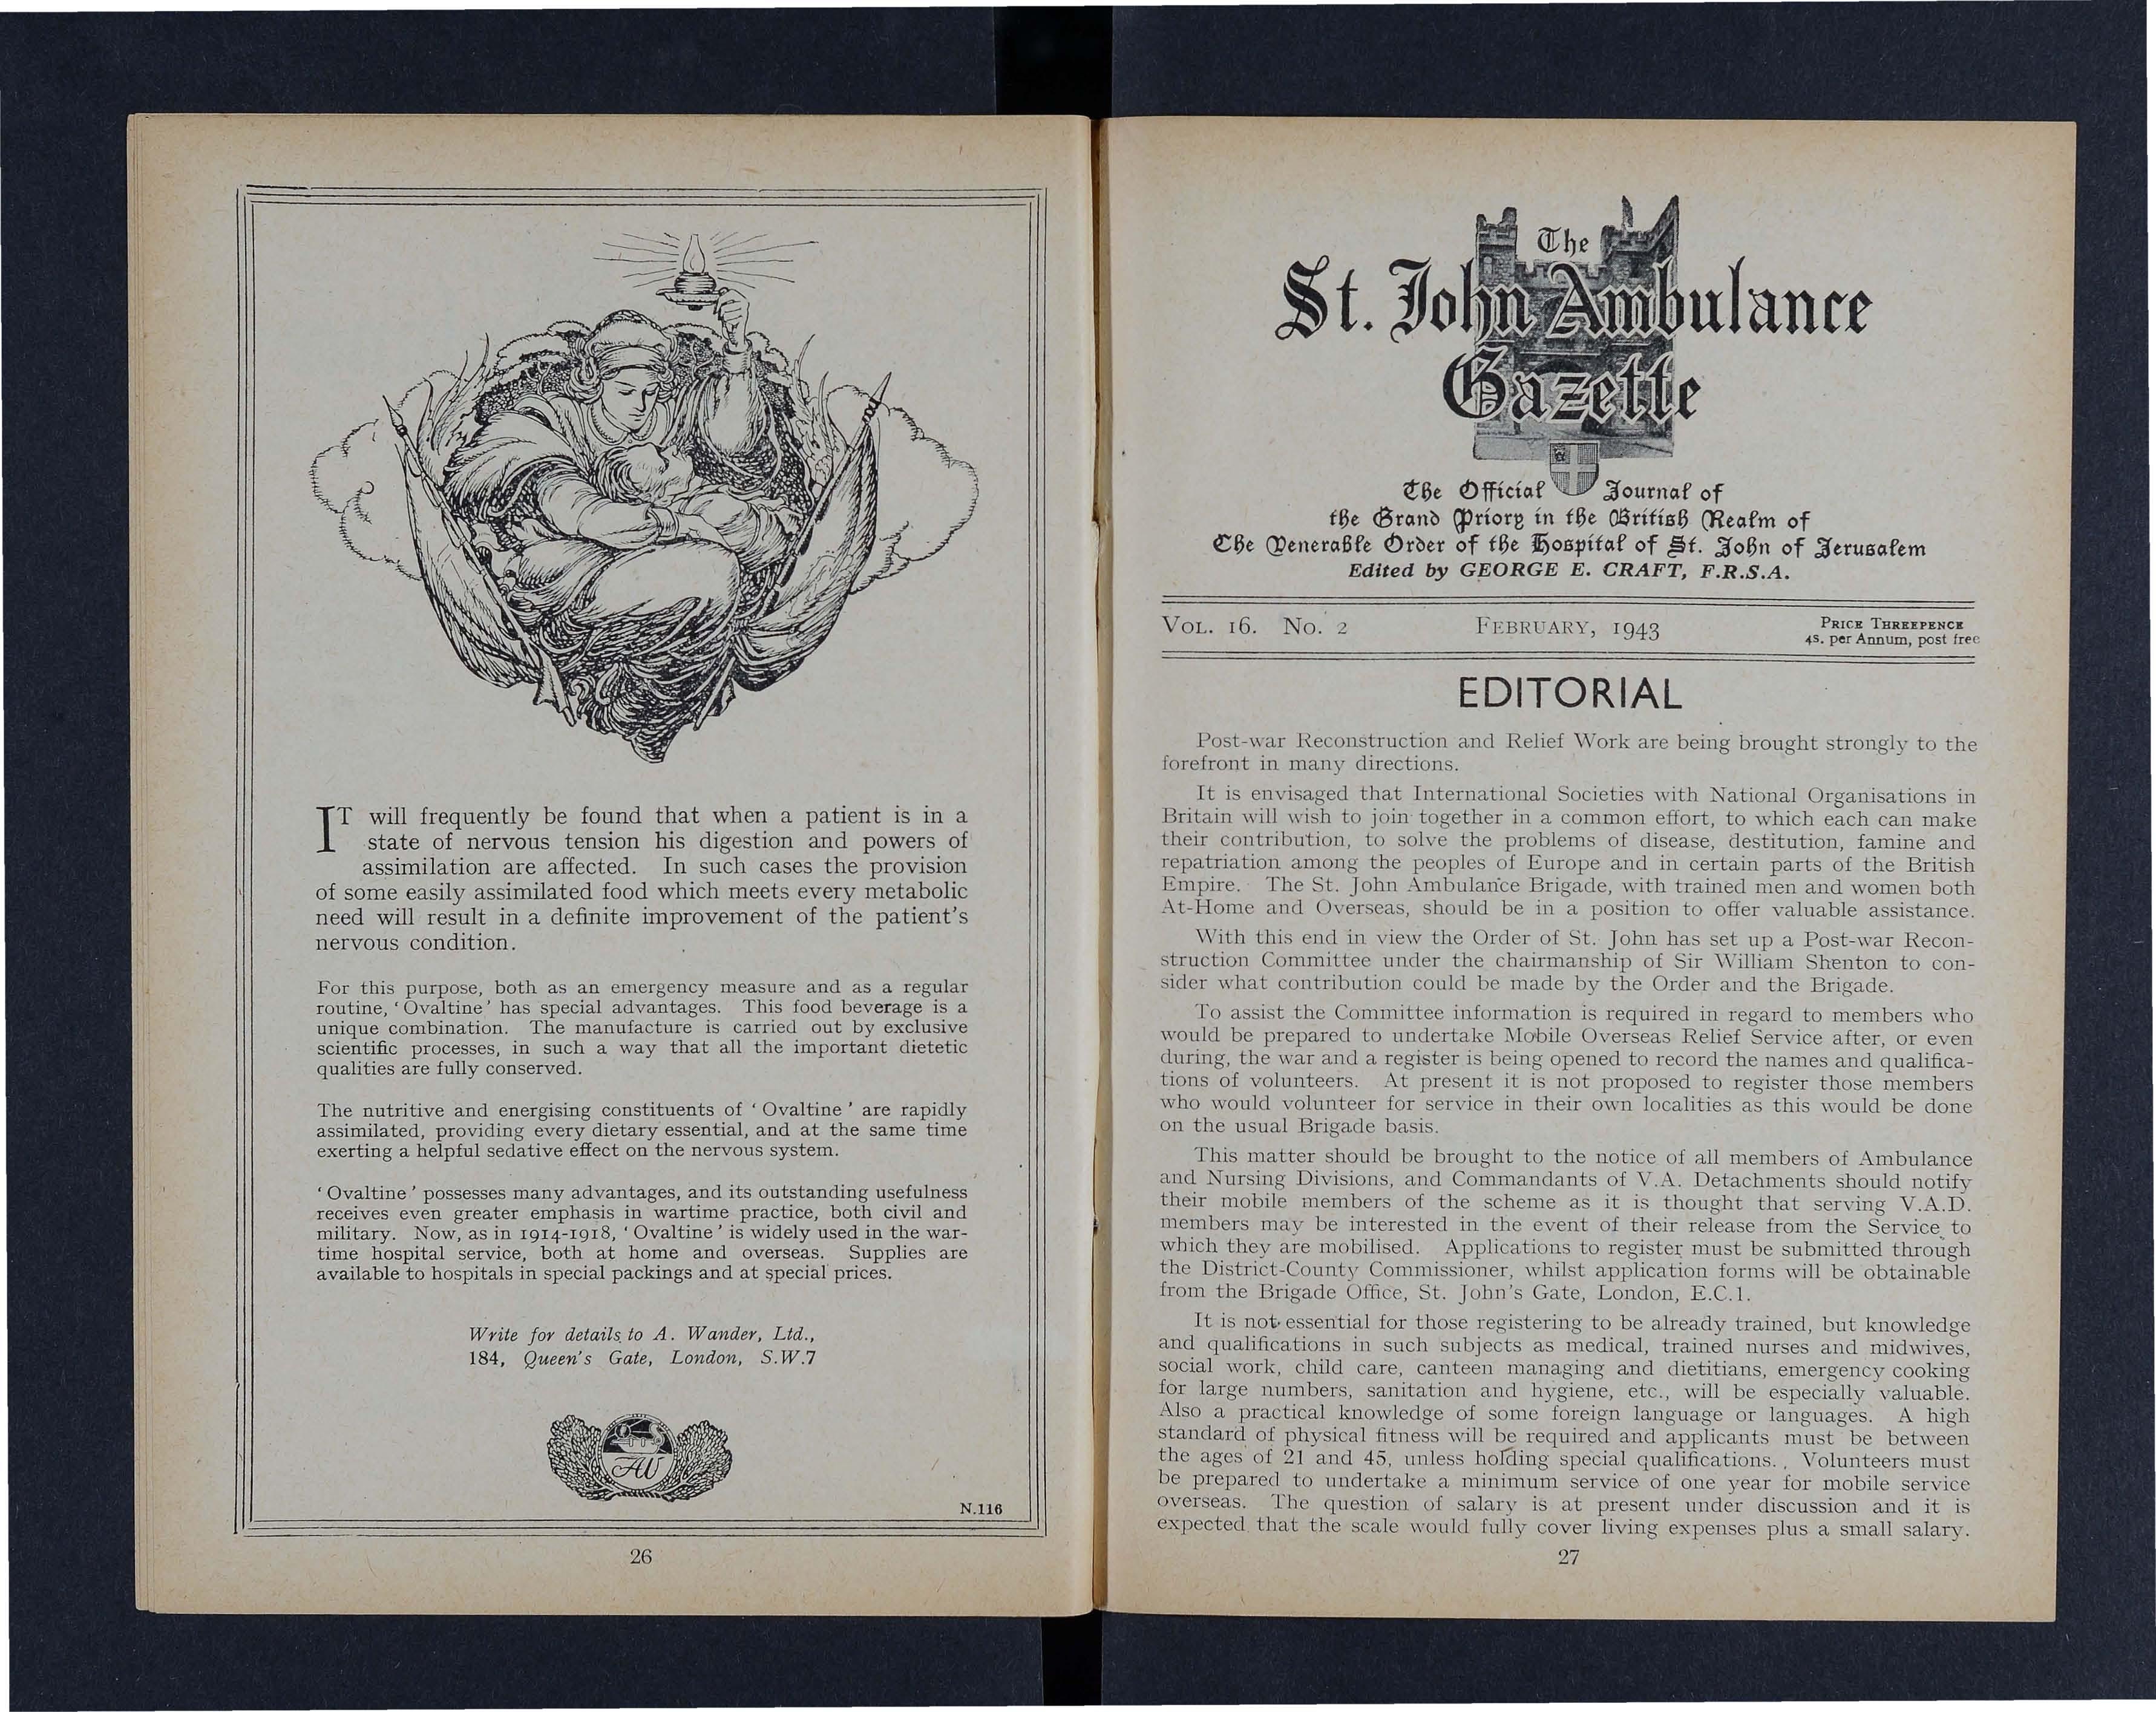 IT will frequently be found that when a patient is in a
state of nervous tension his digestion and powers of
assimilation are affected. In such cases the provision
of some easily assimilated food which meets every metabolic
need will result in a definite improvement of the patient's
nervous condition.
For this purpose, both as an emergency measure and as a regular
routine, ‘Ovaltine’ has special advantages. This food beverage is a
unique combination. The manufacture is carried out by exclusive
scientific processes, in such a way that all the important dietetic
qualities are fully conserved.
The nutritive and energising constituents of ‘Ovaltine’ are rapidly
assimilated, providing every dietary essential, and at the same time
exerting a helpful sedative effect on the nervous system.
‘Ovaltine’ possesses many advantages, and its outstanding usefulness
receives even greater emphasis in wartime practice, both civil and
military. Now, as in 1914-1918, ‘Ovaltine’ is widely used in the war-
time hospital service, both at home and overseas. Supplies are
available to hospitals in special packings and at special prices.
Write for details to A. Wander, Ltd.,
184, Queen's Gate, London, S.W.7
AW
N.116
26
The
St. John Ambulance
Gazette
The Official Journal of
the Grand Priory in the British Realm of
The Venerable Order of the Hospital of St. John of Jerusalem
Edited by GEORGE E. CRAFT, F.R.S.A.
VOL. 16. No. 2 FEBRUARY, 1943 PRICE THREEPENCE
4s. per Annum, post free
EDITORIAL
Post-war Reconstruction and Relief Work are being brought strongly to the
forefront in many directions.
It is envisaged that International Societies with National Organisations in
Britain will wish to join together in a common effort, to which each can make
their contribution, to solve the problems of disease, destitution, famine and
repatriation among the peoples of Europe and in certain parts of the British
Empire. The St. John Ambulance Brigade, with trained men and women both
At-Home and Overseas, should be in a position to offer valuable assistance.
With this end in view the Order of St. John has set up a Post-war Recon-
struction Committee under the chairmanship of Sir William Shenton to con-
sider what contribution could be made by the Order and the Brigade.
To assist the Committee information is required in regard to members who
would be prepared to undertake Mobile Overseas Relief Service after, or even
during, the war and a register is being opened to record the names and qualifica-
tions of volunteers. At present it is not proposed to register those members
who would volunteer for service in their own localities as this would be done
on the usual Brigade basis.
This matter should be brought to the notice of all members of Ambulance
and Nursing Divisions, and Commandants of V.A. Detachments should notify
their mobile members of the scheme as it is thought that serving V.A.D.
members may be interested in the event of their release from the Service to
which they are mobilised. Applications to register must be submitted through
the District-County Commissioner, whilst application forms will be obtainable
from the Brigade Office, St. John's Gate, London, E.C.1.
It is not essential for those registering to be already trained, but knowledge
and qualifications in such subjects as medical, trained nurses and midwives,
social work, child care, canteen managing and dietitians, emergency cooking
for large numbers, sanitation and hygiene, etc., will be especially valuable.
Also a practical knowledge of some foreign language or languages. A high
standard of physical fitness will be required and applicants must be between
the ages of 21 and 45, unless holding special qualifications. Volunteers must
be prepared to undertake a minimum service of one year for mobile service
overseas. The question of salary is at present under discussion and it is
expected that the scale would fully cover living expenses plus a small salary.
27